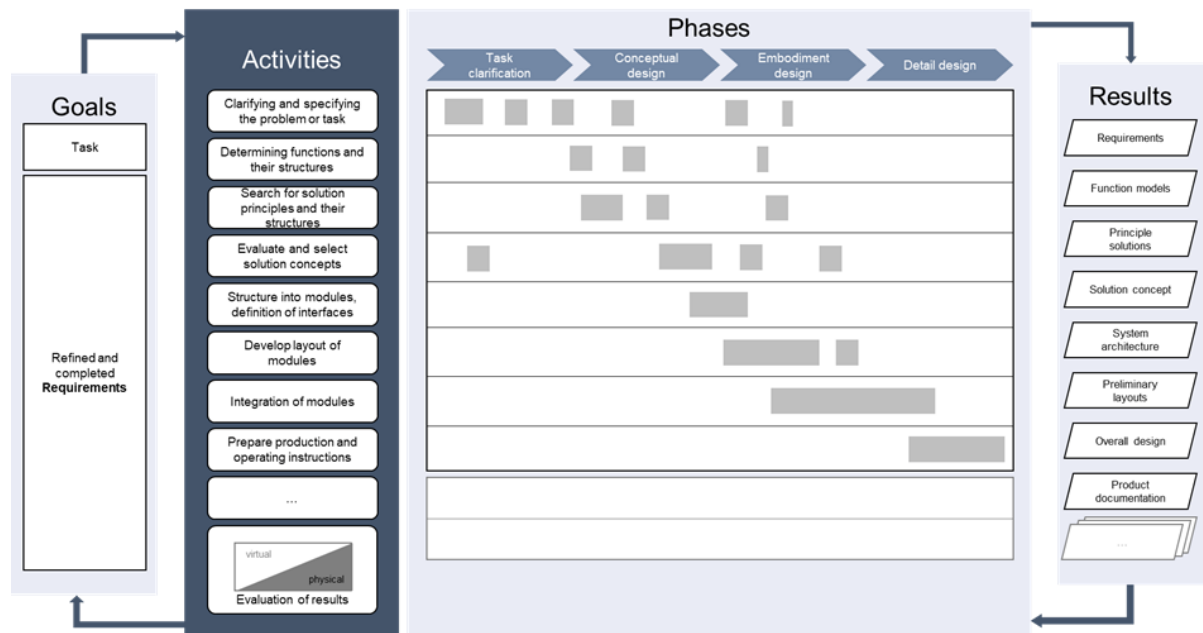 Goals
Task
Refined and
completed
Requirements
Activities
Clarifying and specifying
the problem or task
Determining functions and
their structures
Search for solution
principles and their
structures
Evaluate and select
solution concepts
Structure into modules,
definition of interfaces
Develop layout of
modules
Integration of modules
Prepare production and
operating instructions
...
virtual
physical
Evaluation of results
Phases
Task
clarification
Conceptual
design
Embodiment
design
Detail design
Results
Requirements
Function models
Principle
solutions
Solution concept
System
architecture
Preliminary
layouts
Overall design
Product
documentation
...